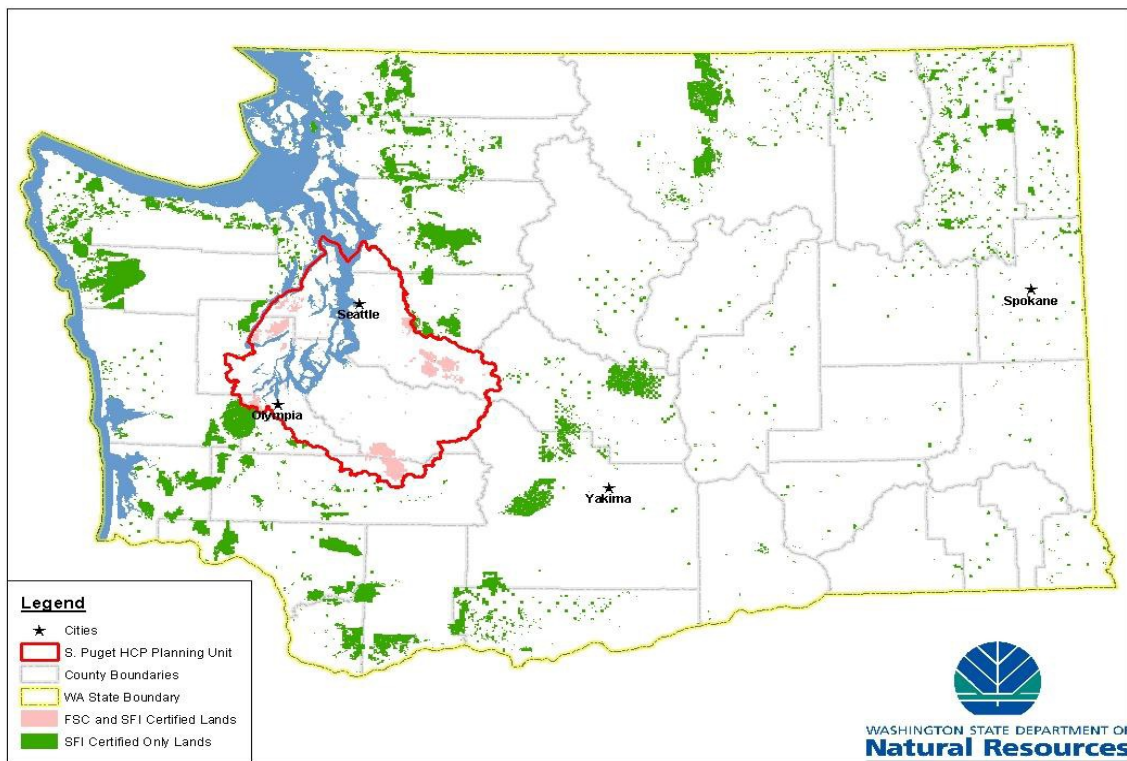 Seattle
Spokane
Olympia
Yakima
Legend
Cities
S. Puget HCP Planning Unit
County Boundaries
WA State Boundary
FSC and SFI Certified Lands
SFI Certified Only Lands
WASHINGTON STATE DEPARTMENT OF
Natural Resources